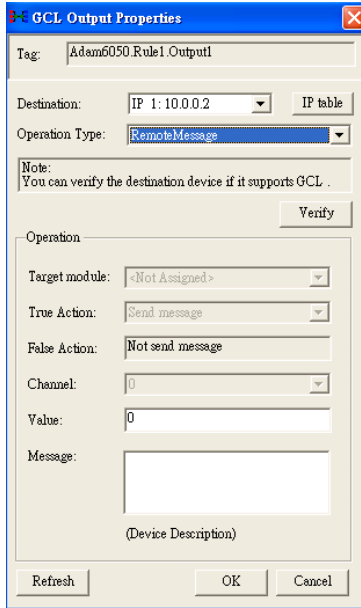 GCL Output Properties
Tag: Adam6050.Rule1.Output1
Destination: IP 1: 10.0.0.2 IP table
Operation Type: RemoteMessage
Note:
You can verify the destination device if it supports GCL .
Verify
Operation
Target module: <Not Assigned>
True Action: Send message
False Action: Not send message
Channel: 0
Value: 0
Message:
(Device Description)
Refresh OK Cancel